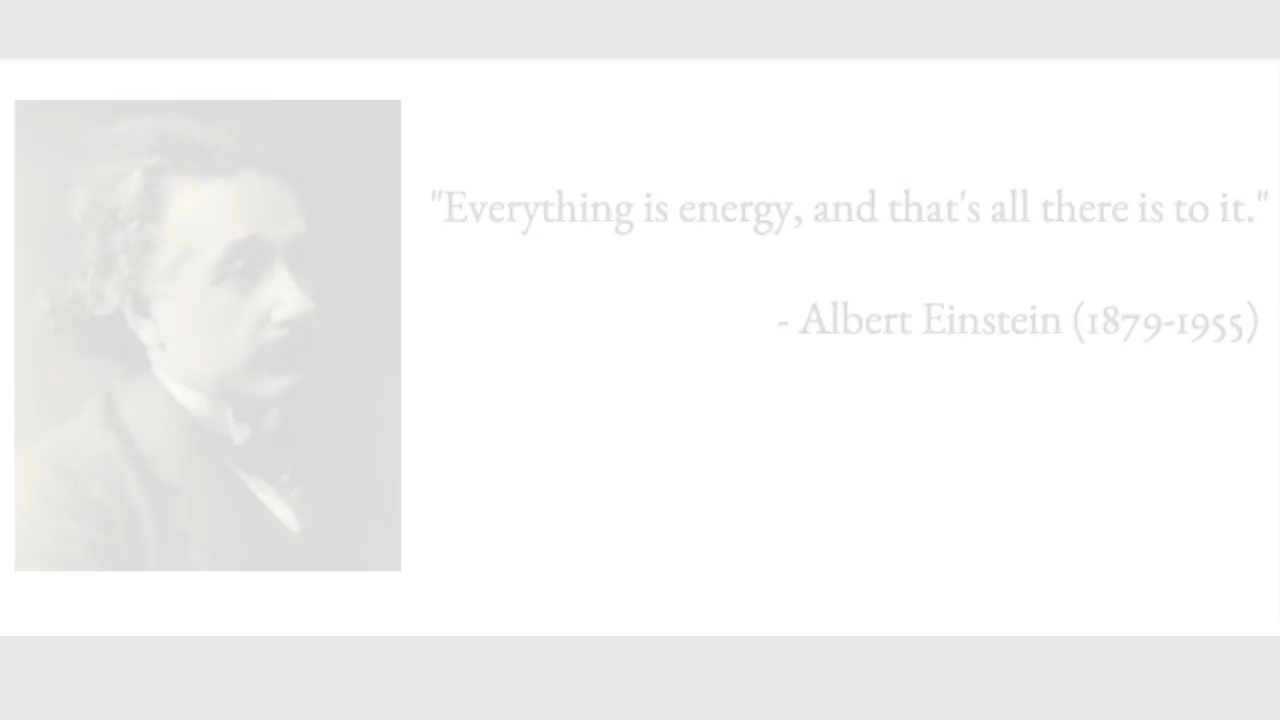 "Everything is energy, and that's all there is to it."
- Albert Einstein (1879-1955)